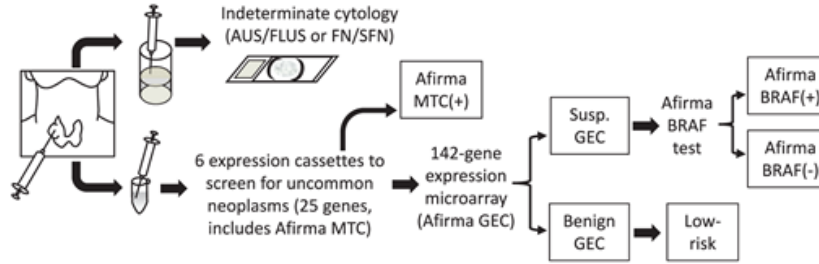 Indeterminate cytology
(AUS/FLUS or FN/SFN)
Afirma
MTC(+)
6 expression cassettes to
screen for uncommon
neoplasms (25 genes,
includes Afirma MTC)
142-gene
expression
microarray
(Afirma GEC)
Susp.
GEC
Afirma
BRAF
test
Afirma
BRAF(+)
Afirma
BRAF(-)
Benign
GEC
Low-
risk